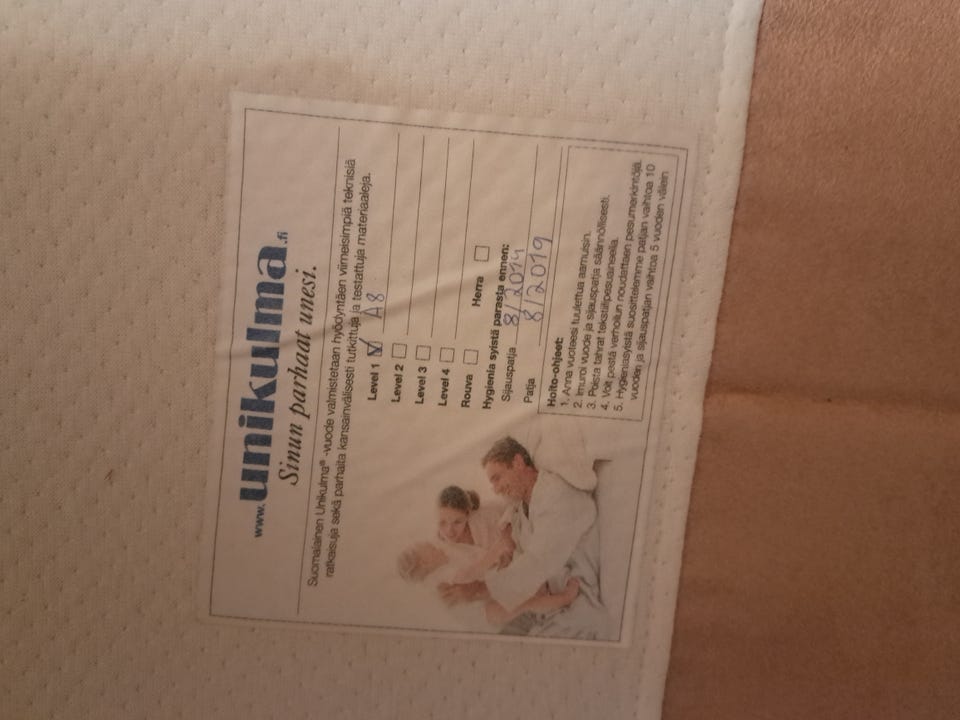 www.unikulma.fi
Sinun parhaat unesi.
Suomalainen Unikulma® -vuode valmistetaan hyödyntäen viimeisimpiä teknisiä
ratkaisuja sekä parhaita kansainvälisesti tutkittuja ja testattuja materiaaleja.
Level 1 A8
Level 2
Level 3
Level 4
Rouva Herra
Hygienia syistä parasta ennen:
Sijauspatja 8/2014
Patja 8/2019
Hoito-ohjeet:
1. Anna vuoteesi tuulettua aamuisin.
2. Imuroi vuode ja sijauspatja säännöllisesti.
3. Poista tahrat tekstiilipesuaineella.
4. Voit pestä verhoilun noudattaen pesumerkintöjä.
5. Hygieniasyistä suosittelemme patjan vaihtoa 10
vuoden ja sijauspatjan vaihtoa 5 vuoden välein